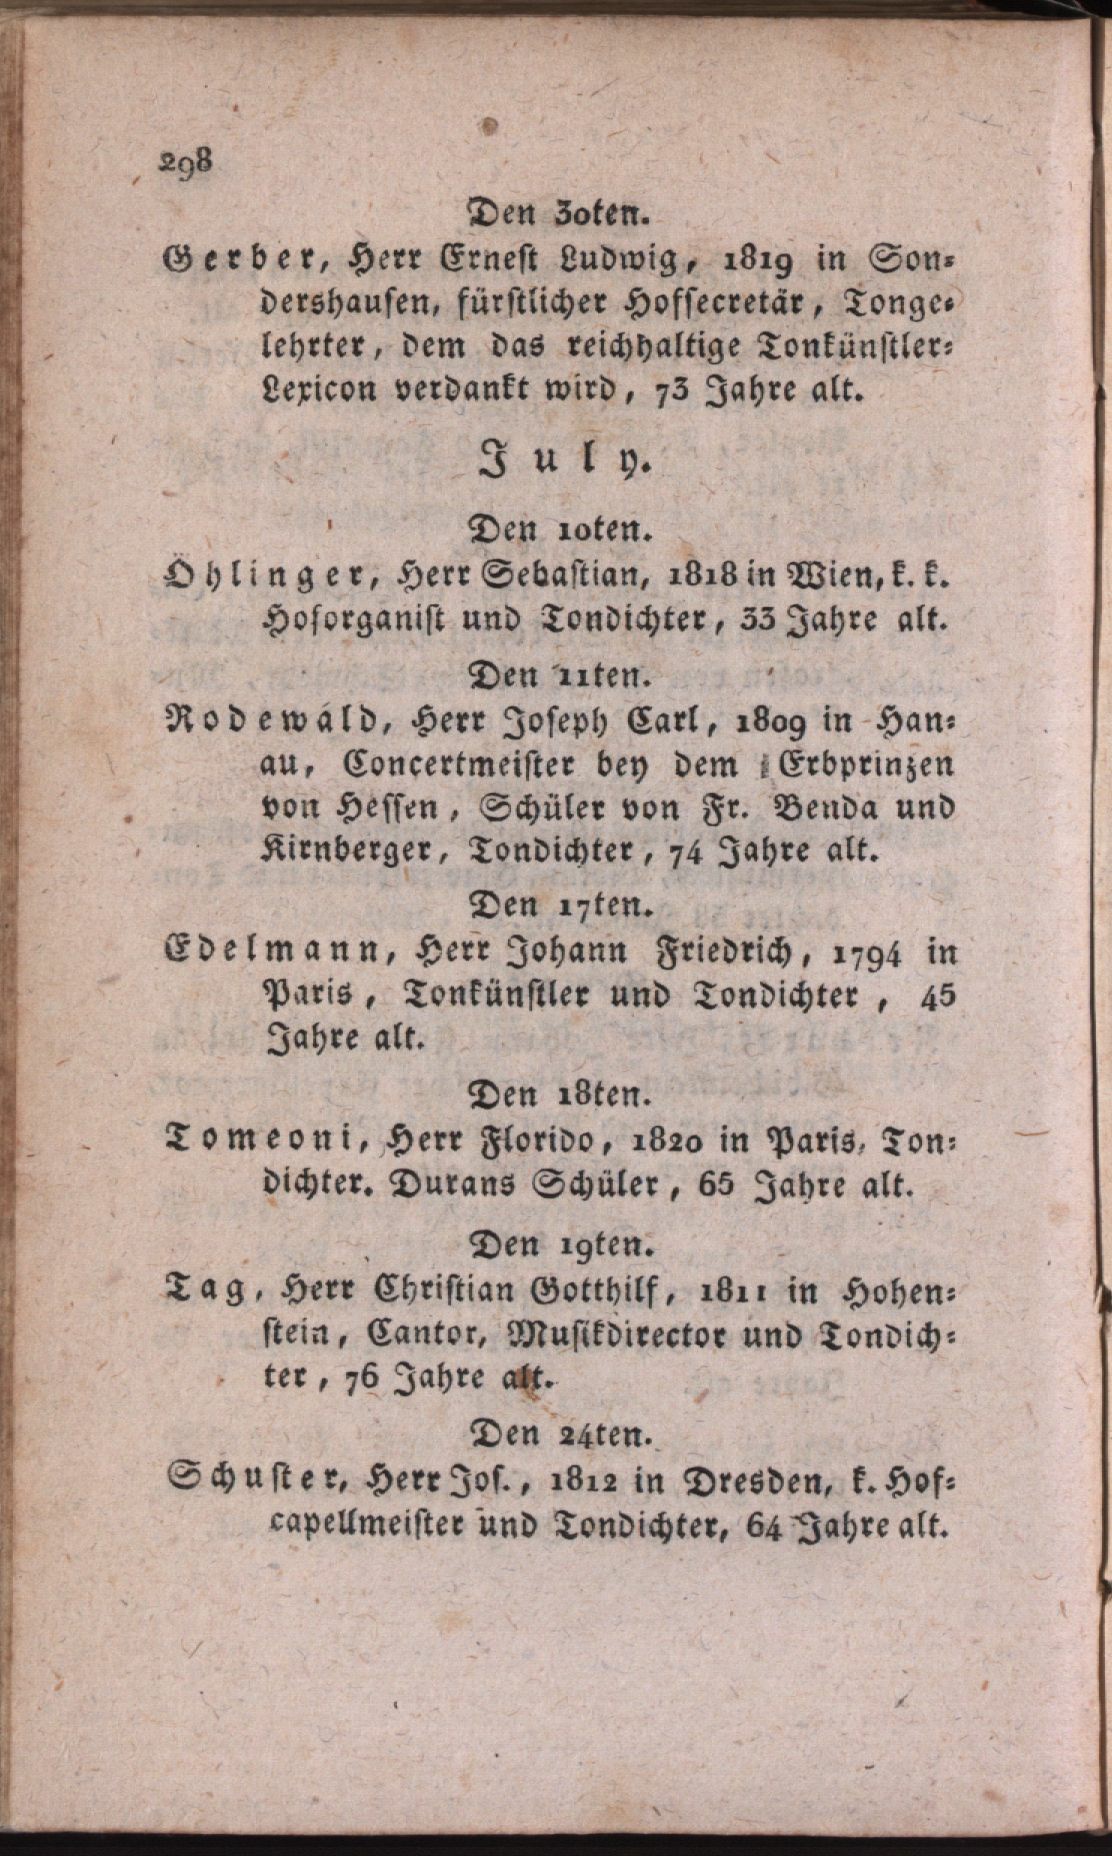 298
Den 30ten.
Gerber, Herr Ernest Ludwig, 1819 in Son-
dershausen, fürstlicher Hofsecretär, Tonge-
lehrter, dem das reichhaltige Tonkünstler-
Lexicon verdankt wird, 73 Jahre alt.
July.
Den 10ten.
Öhlinger, Herr Sebastian, 1818 in Wien, k. k.
Hoforganist und Tondichter, 33 Jahre alt.
Den 11ten.
Rodewald, Herr Joseph Carl, 1809 in Han-
au, Concertmeister bey dem Erbprinzen
von Hessen, Schüler von Fr. Benda und
Kirnberger, Tondichter, 74 Jahre alt.
Den 17ten.
Edelmann, Herr Johann Friedrich, 1794 in
Paris, Tonkünstler und Tondichter, 45
Jahre alt.
Den 18ten.
Tomeoni, Herr Florido, 1820 in Paris, Ton-
dichter. Durans Schüler, 65 Jahre alt.
Den 19ten.
Tag, Herr Christian Gotthilf, 1811 in Hohen-
stein, Cantor, Musikdirector und Tondich-
ter, 76 Jahre alt.
Den 24ten.
Schuster, Herr Jos., 1812 in Dresden, k. Hof-
capellmeister und Tondichter, 64 Jahre alt.